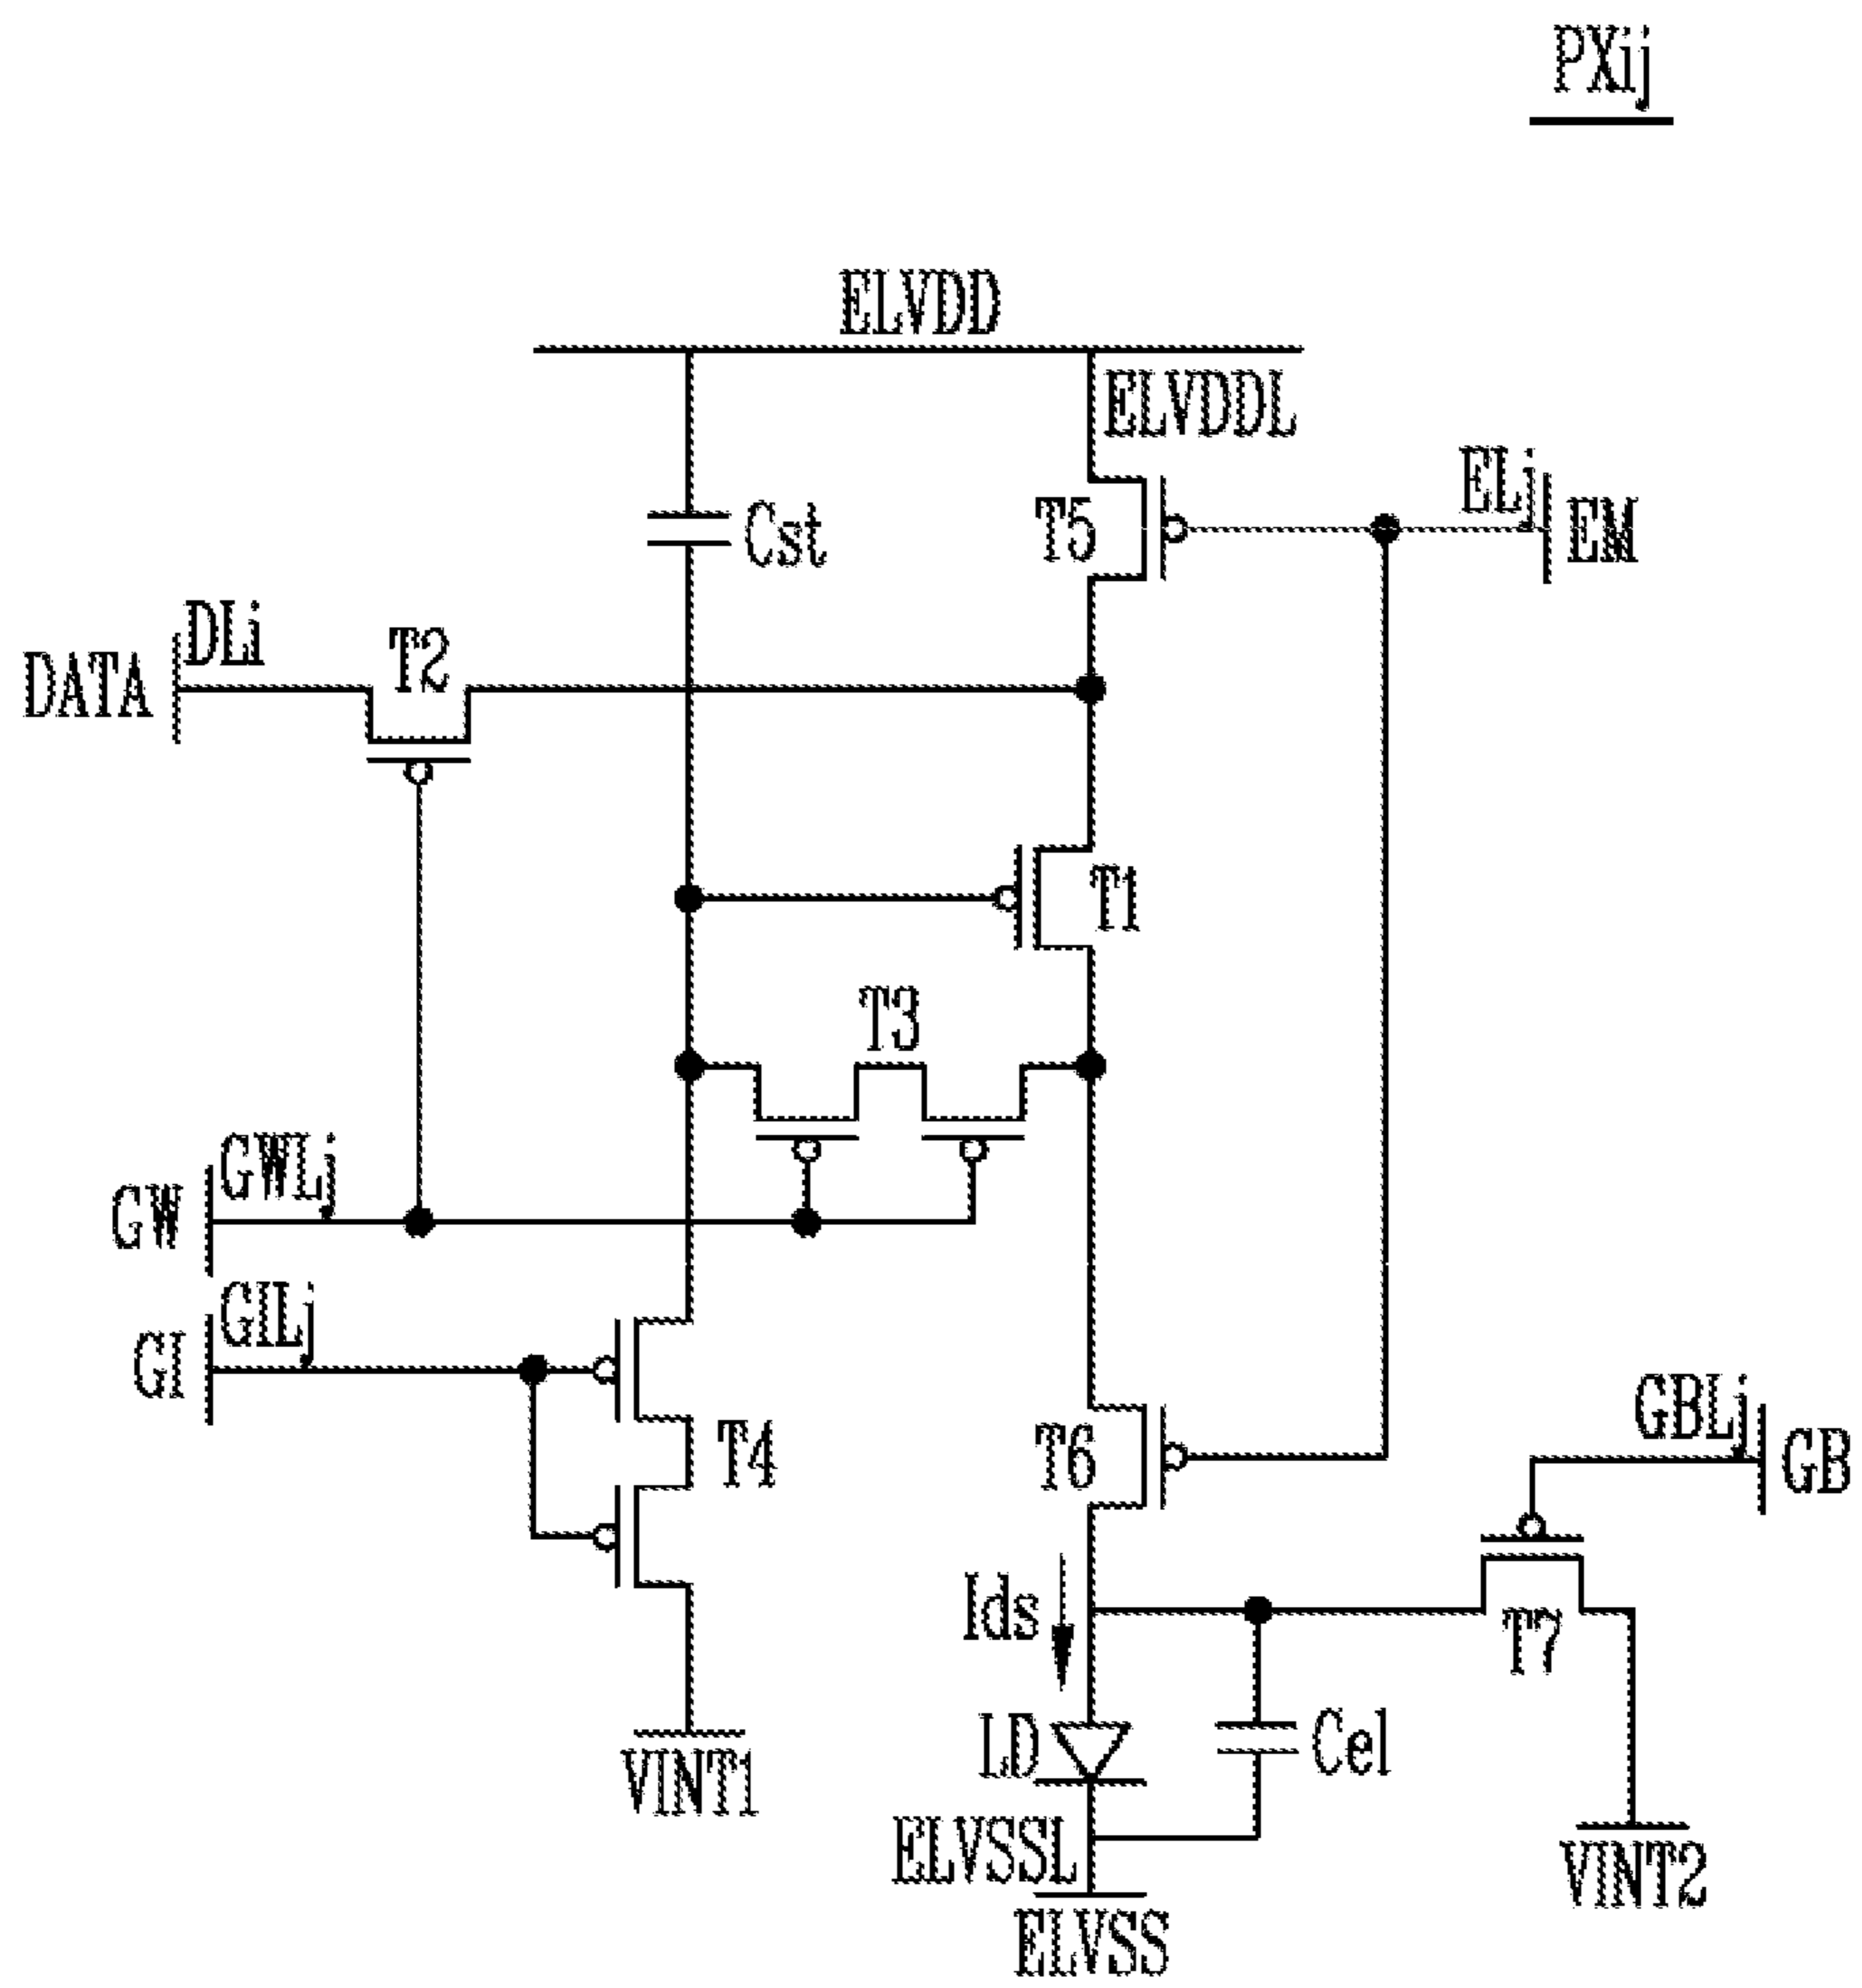 PXij
ELVDD
ELVDDL
ELj
EM
Cst
T5
DLi
DATA
T2
T1
T3
GWLj
GW
GILj
GI
T4
T6
GBLj
GB
Ids
T7
LD
Cel
VINT1
ELVSSL
VINT2
ELVSS